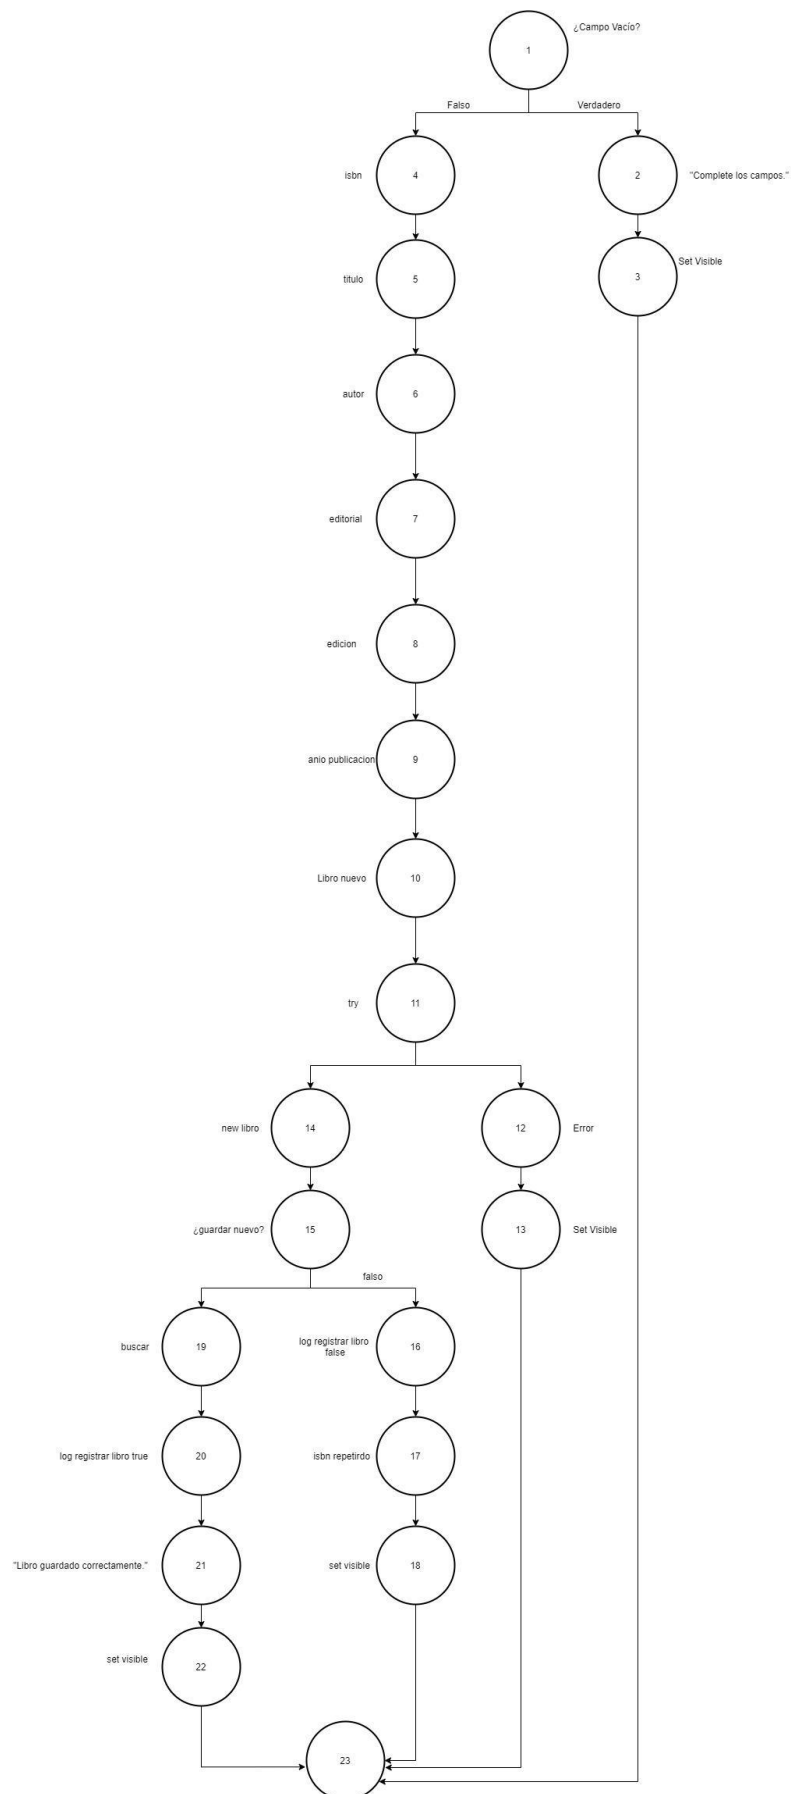 ¿Campo Vacío?
1
Falso
Verdadero
isbn
4
2
"Complete los campos."
Set Visible
titulo
5
3
autor
6
editorial
7
edicion
8
anio publicacion
9
Libro nuevo
10
try
11
new libro
14
12
Error
¿guardar nuevo?
15
13
Set Visible
falso
buscar
19
log registrar libro
false
16
log registrar libro true
20
isbn repetirdo
17
"Libro guardado correctamente."
21
set visible
18
set visible
22
23